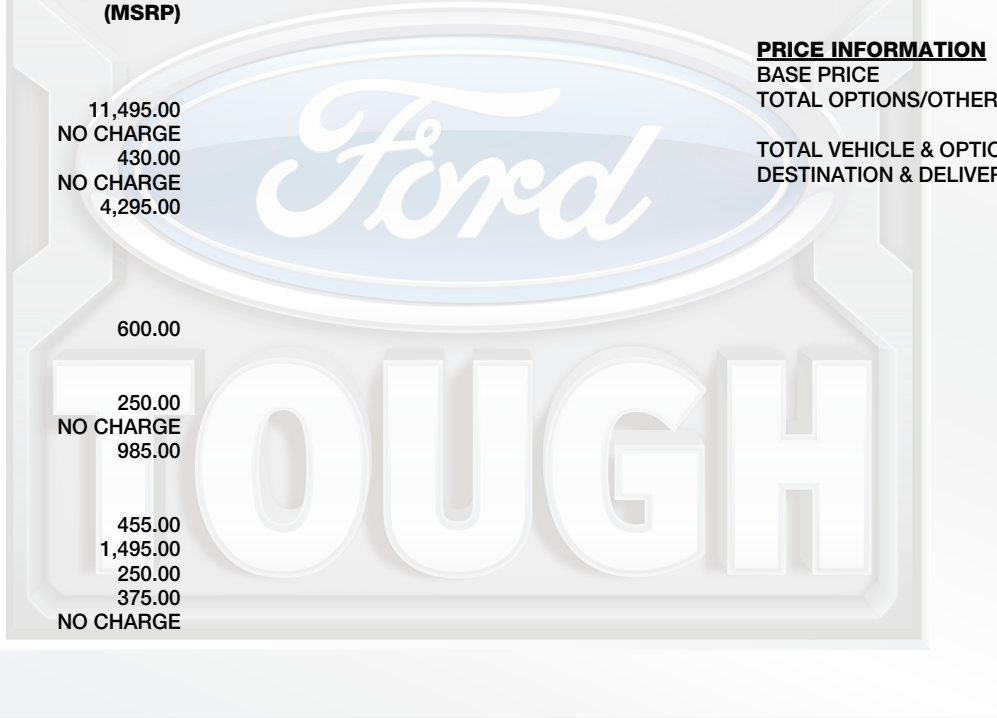 (MSRP)
11,495.00
NO CHARGE
430.00
NO CHARGE
4,295.00
600.00
250.00
NO CHARGE
985.00
455.00
1,495.00
250.00
375.00
NO CHARGE
PRICE INFORMATION
BASE PRICE
TOTAL OPTIONS/OTHER
TOTAL VEHICLE & OPTIO
DESTINATION & DELIVER
Ford
TOUGH